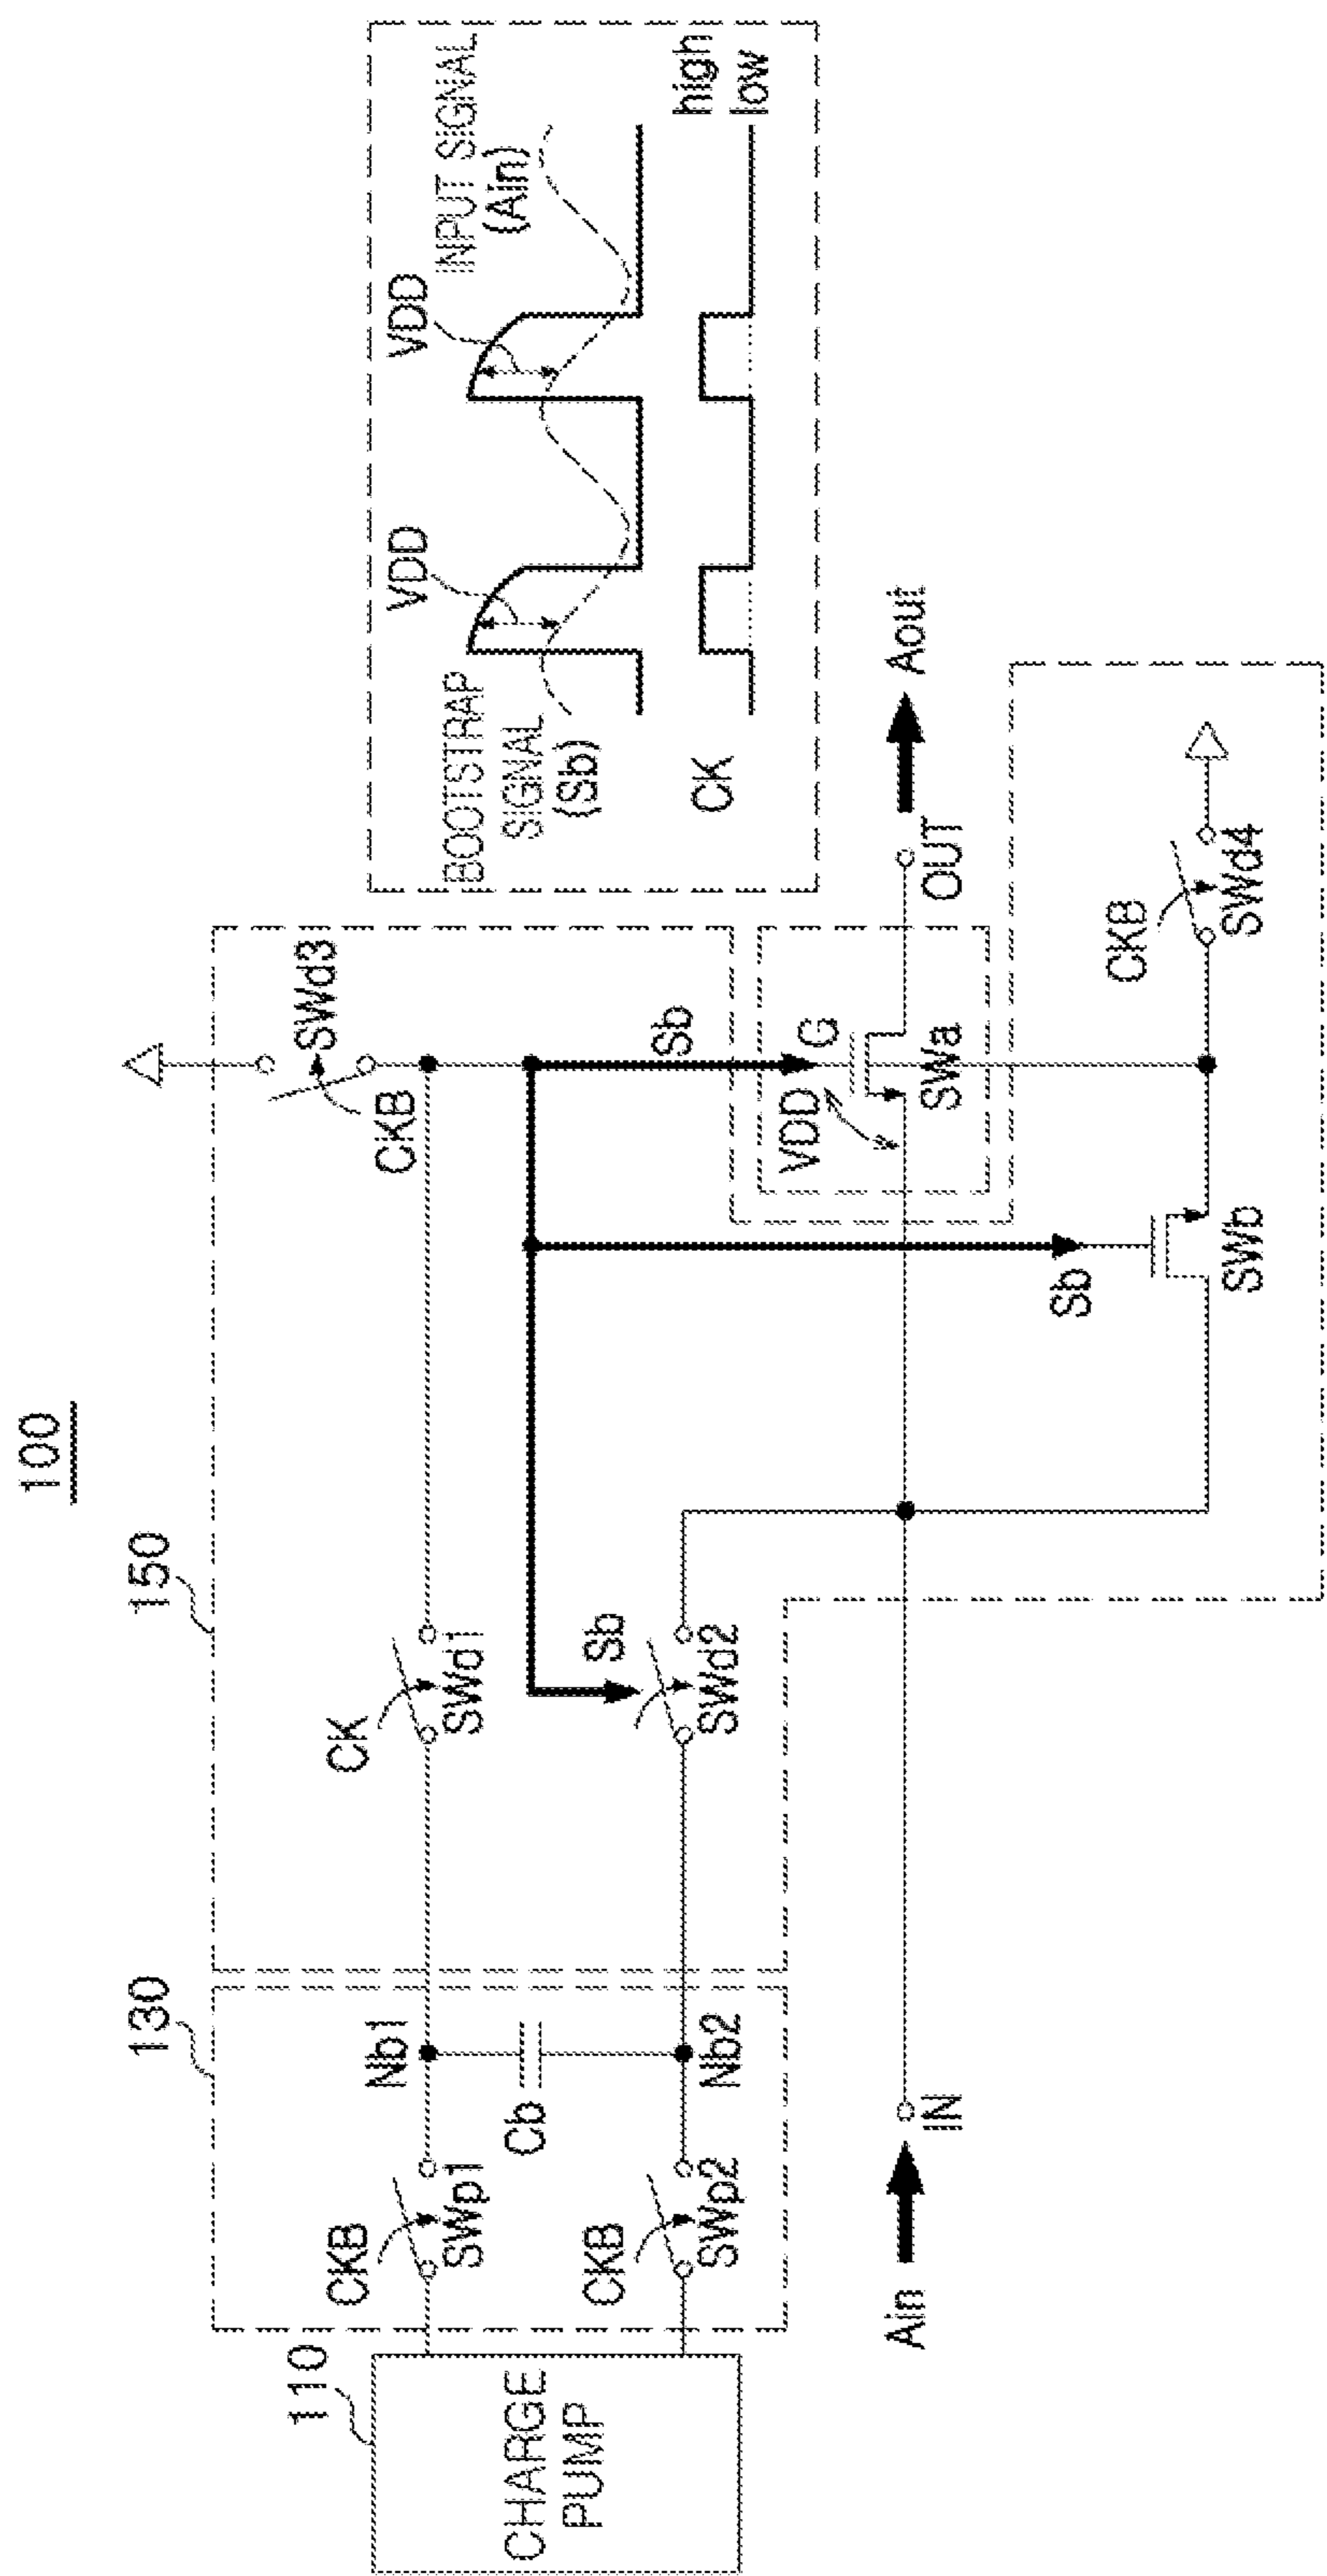 100
110
CHARGE
PUMP
130
CKB
SWp1
CKB
SWp2
Nb1
Cb
Nb2
150
CK
SWd1
Sb
SWd2
SWd3
CKB
Sb
G
VDD
SWa
Sb
SWb
CKB
SWd4
Ain
IN
OUT
Aout
BOOTSTRAP
SIGNAL
(Sb)
VDD
VDD
INPUT SIGNAL
(Ain)
CK
high
low